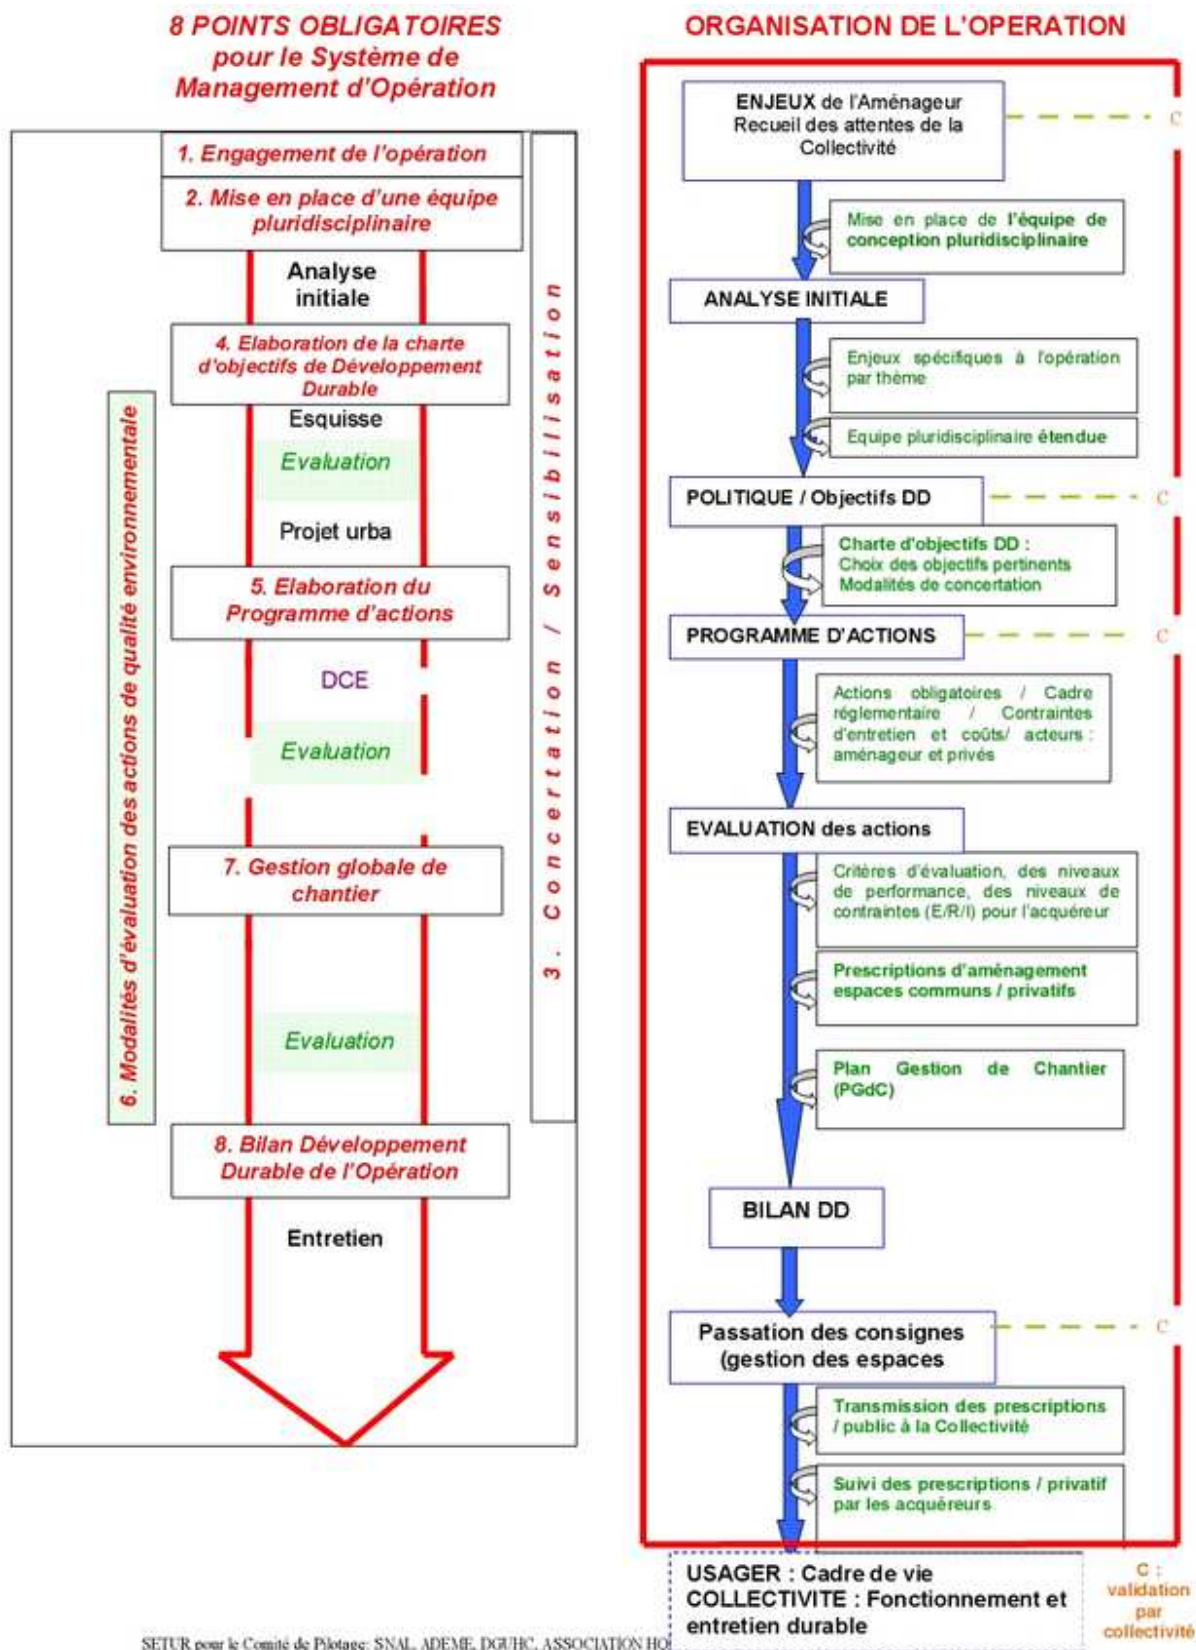 8 POINTS OBLIGATOIRES
pour le Système de
Management d'Opération
1. Engagement de l'opération
2. Mise en place d'une équipe
pluridisciplinaire
Analyse
initiale
4. Elaboration de la charte
d'objectifs de Développement
Durable
Esquisse
Evaluation
Projet urba
5. Elaboration du
Programme d'actions
DCE
Evaluation
7. Gestion globale de
chantier
Evaluation
8. Bilan Développement
Durable de l'Opération
Entretien
6. Modalités d'évaluation des actions de qualité environnementale
3. Concertation / Sensibilisation
ORGANISATION DE L'OPERATION
ENJEUX de l'Aménageur
Recueil des attentes de la
Collectivité
C
Mise en place de l'équipe de
conception pluridisciplinaire
ANALYSE INITIALE
Enjeux spécifiques à l'opération
par thème
Equipe pluridisciplinaire étendue
POLITIQUE / Objectifs DD
C
Charte d'objectifs DD :
Choix des objectifs pertinents
Modalités de concertation
PROGRAMME D'ACTIONS
C
Actions obligatoires / Cadre
réglementaire / Contraintes
d'entretien et coûts/ acteurs :
aménageur et privés
EVALUATION des actions
Critères d'évaluation, des niveaux
de performance, des niveaux de
contraintes (E/R/I) pour l'acquéreur
Prescriptions d'aménagement
espaces communs / privatifs
Plan Gestion de Chantier
(PGdC)
BILAN DD
Passation des consignes
(gestion des espaces
C
Transmission des prescriptions
/ public à la Collectivité
Suivi des prescriptions / privatif
par les acquéreurs
USAGER : Cadre de vie
COLLECTIVITE : Fonctionnement et
entretien durable
C :
validation
par
collectivité
SETUR pour le Comité de Pilotage: SNAL, ADEME, DGUHC, ASSOCIATION HO